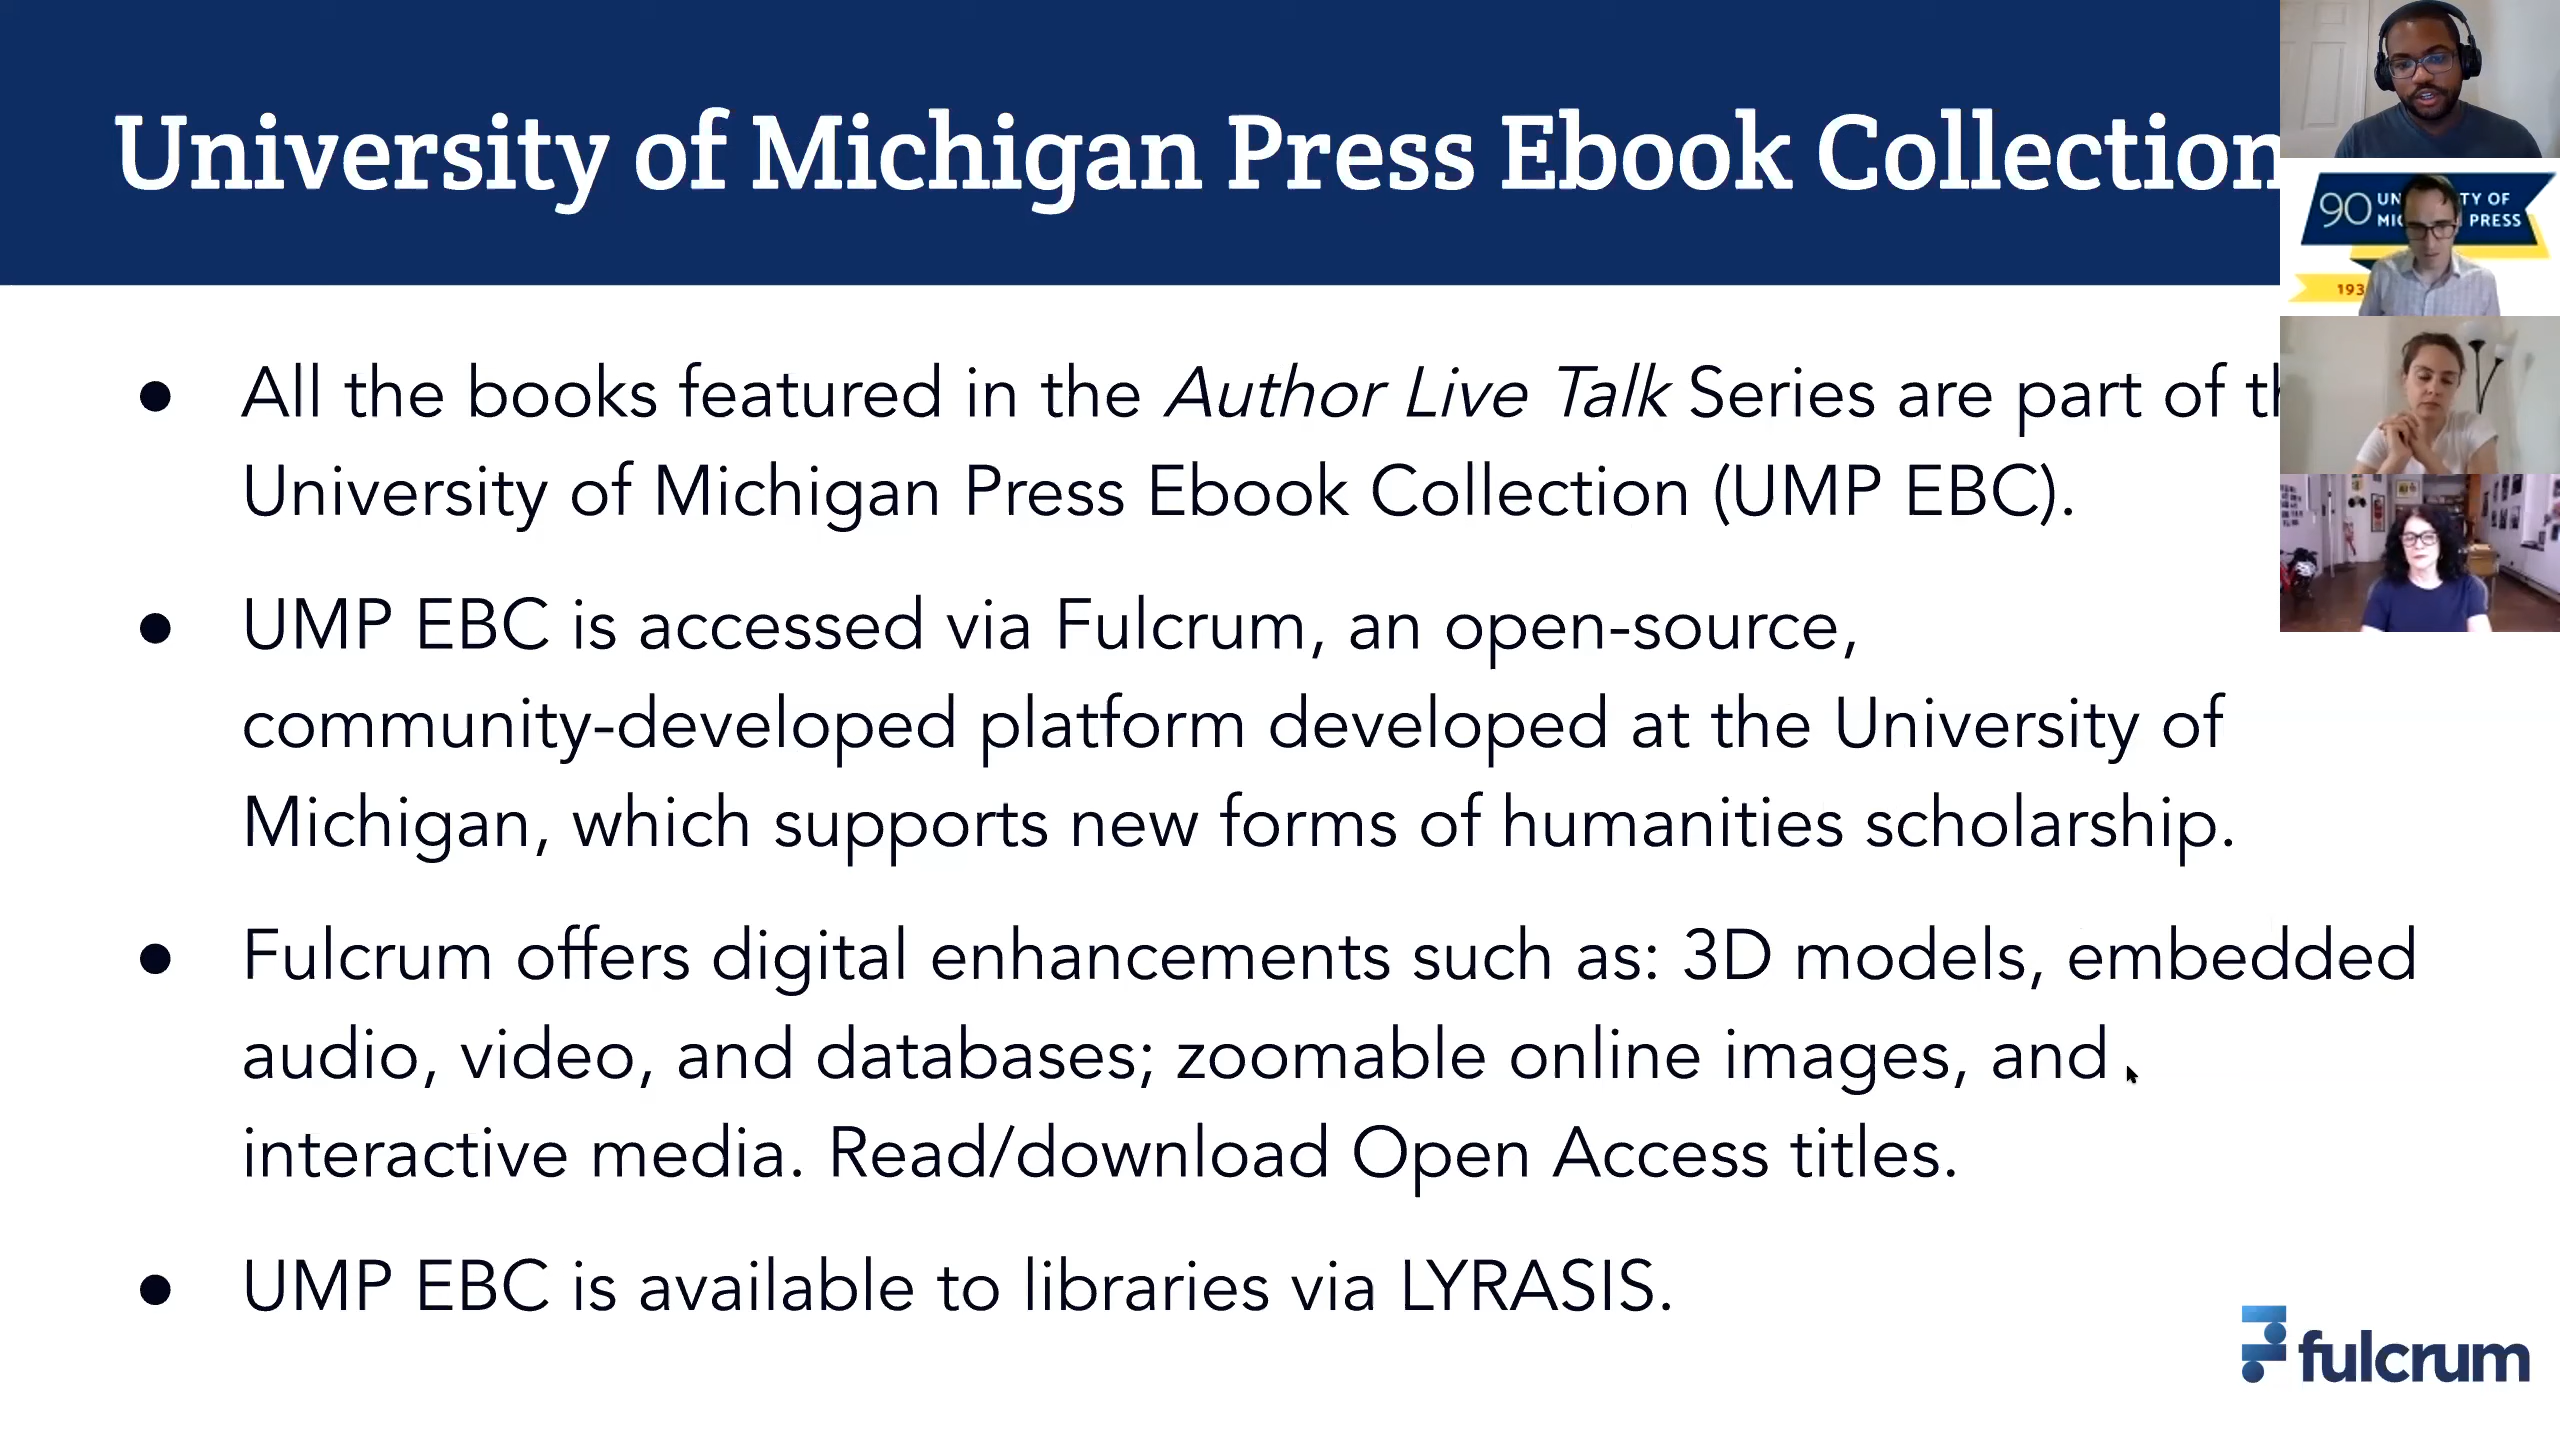 University of Michigan Press Ebook Collection
● All the books featured in the Author Live Talk Series are part of
University of Michigan Press Ebook Collection (UMP EBC).
● UMP EBC is accessed via Fulcrum, an open-source,
community-developed platform developed at the University of
Michigan, which supports new forms of humanities scholarship.
● Fulcrum offers digital enhancements such as: 3D models, embedded
audio, video, and databases; zoomable online images, and
interactive media. Read/download Open Access titles.
● UMP EBC is available to libraries via LYRASIS.
fulcrum
90
OF
PRESS